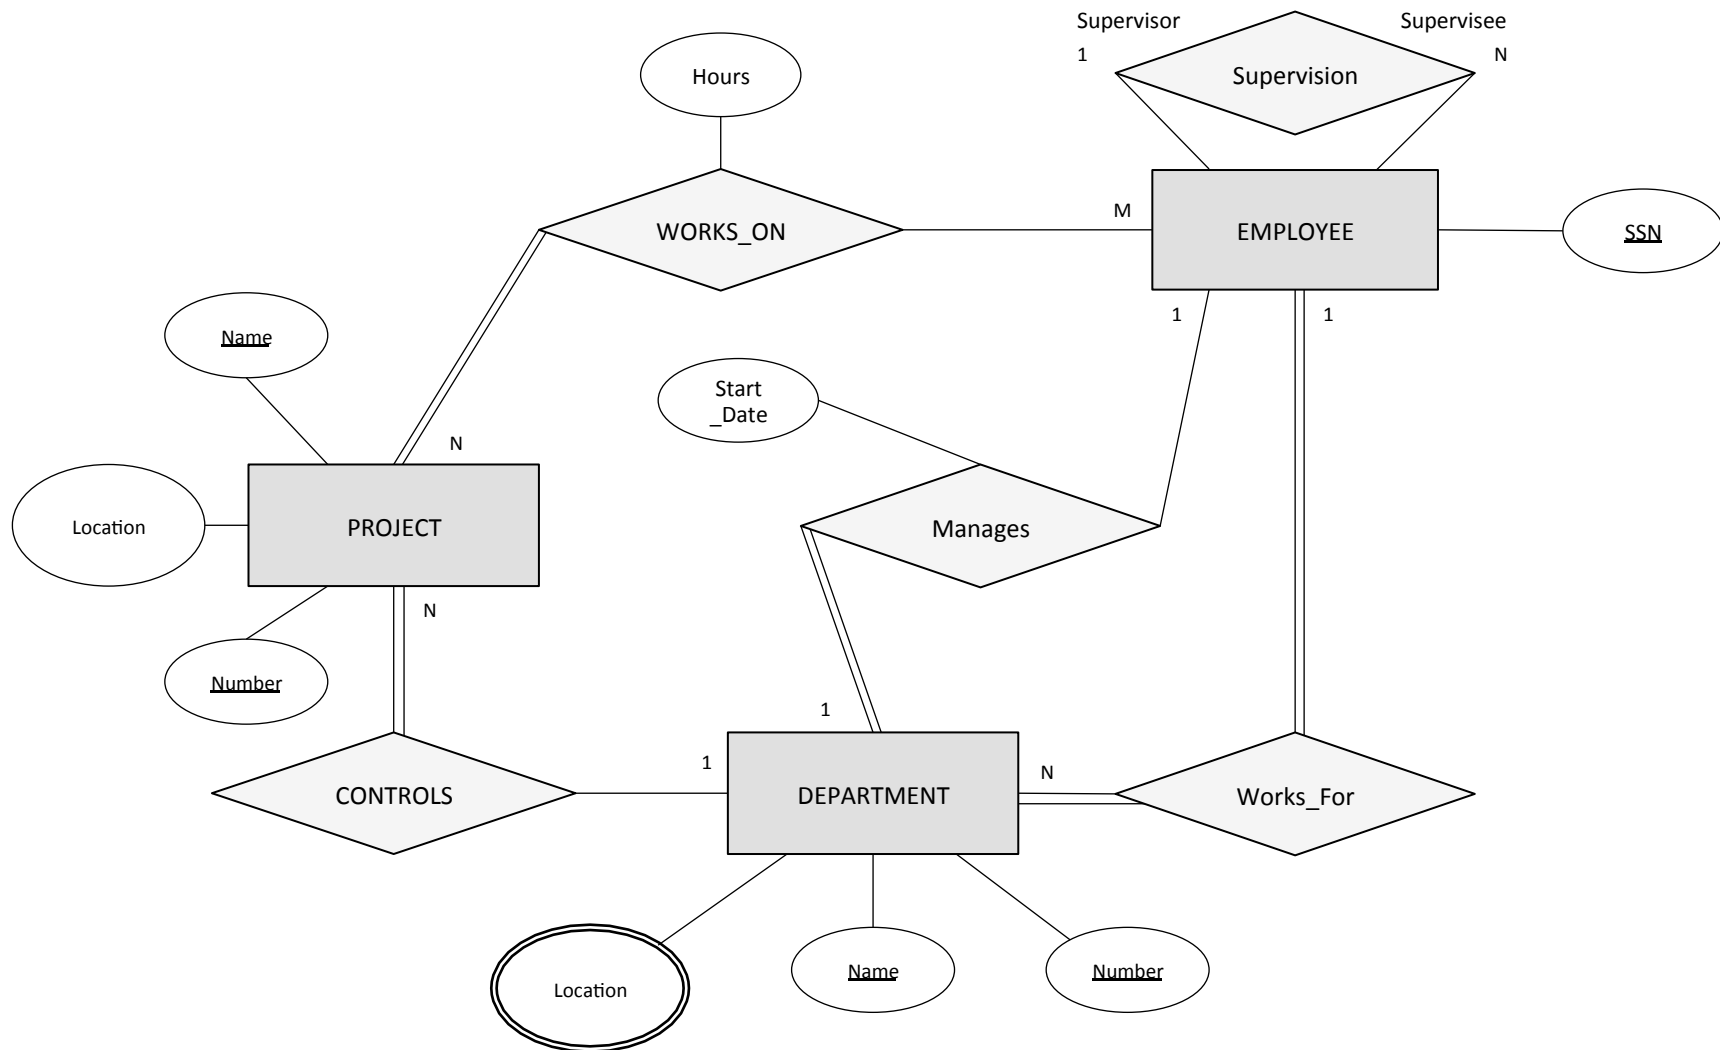 Supervisor
Supervisee
1
N
Supervision
Hours
WORKS_ON
M
EMPLOYEE
SSN
1
1
Name
Start
_Date
N
Location
PROJECT
Manages
N
Number
1
1
N
CONTROLS
DEPARTMENT
Works_For
Location
Name
Number